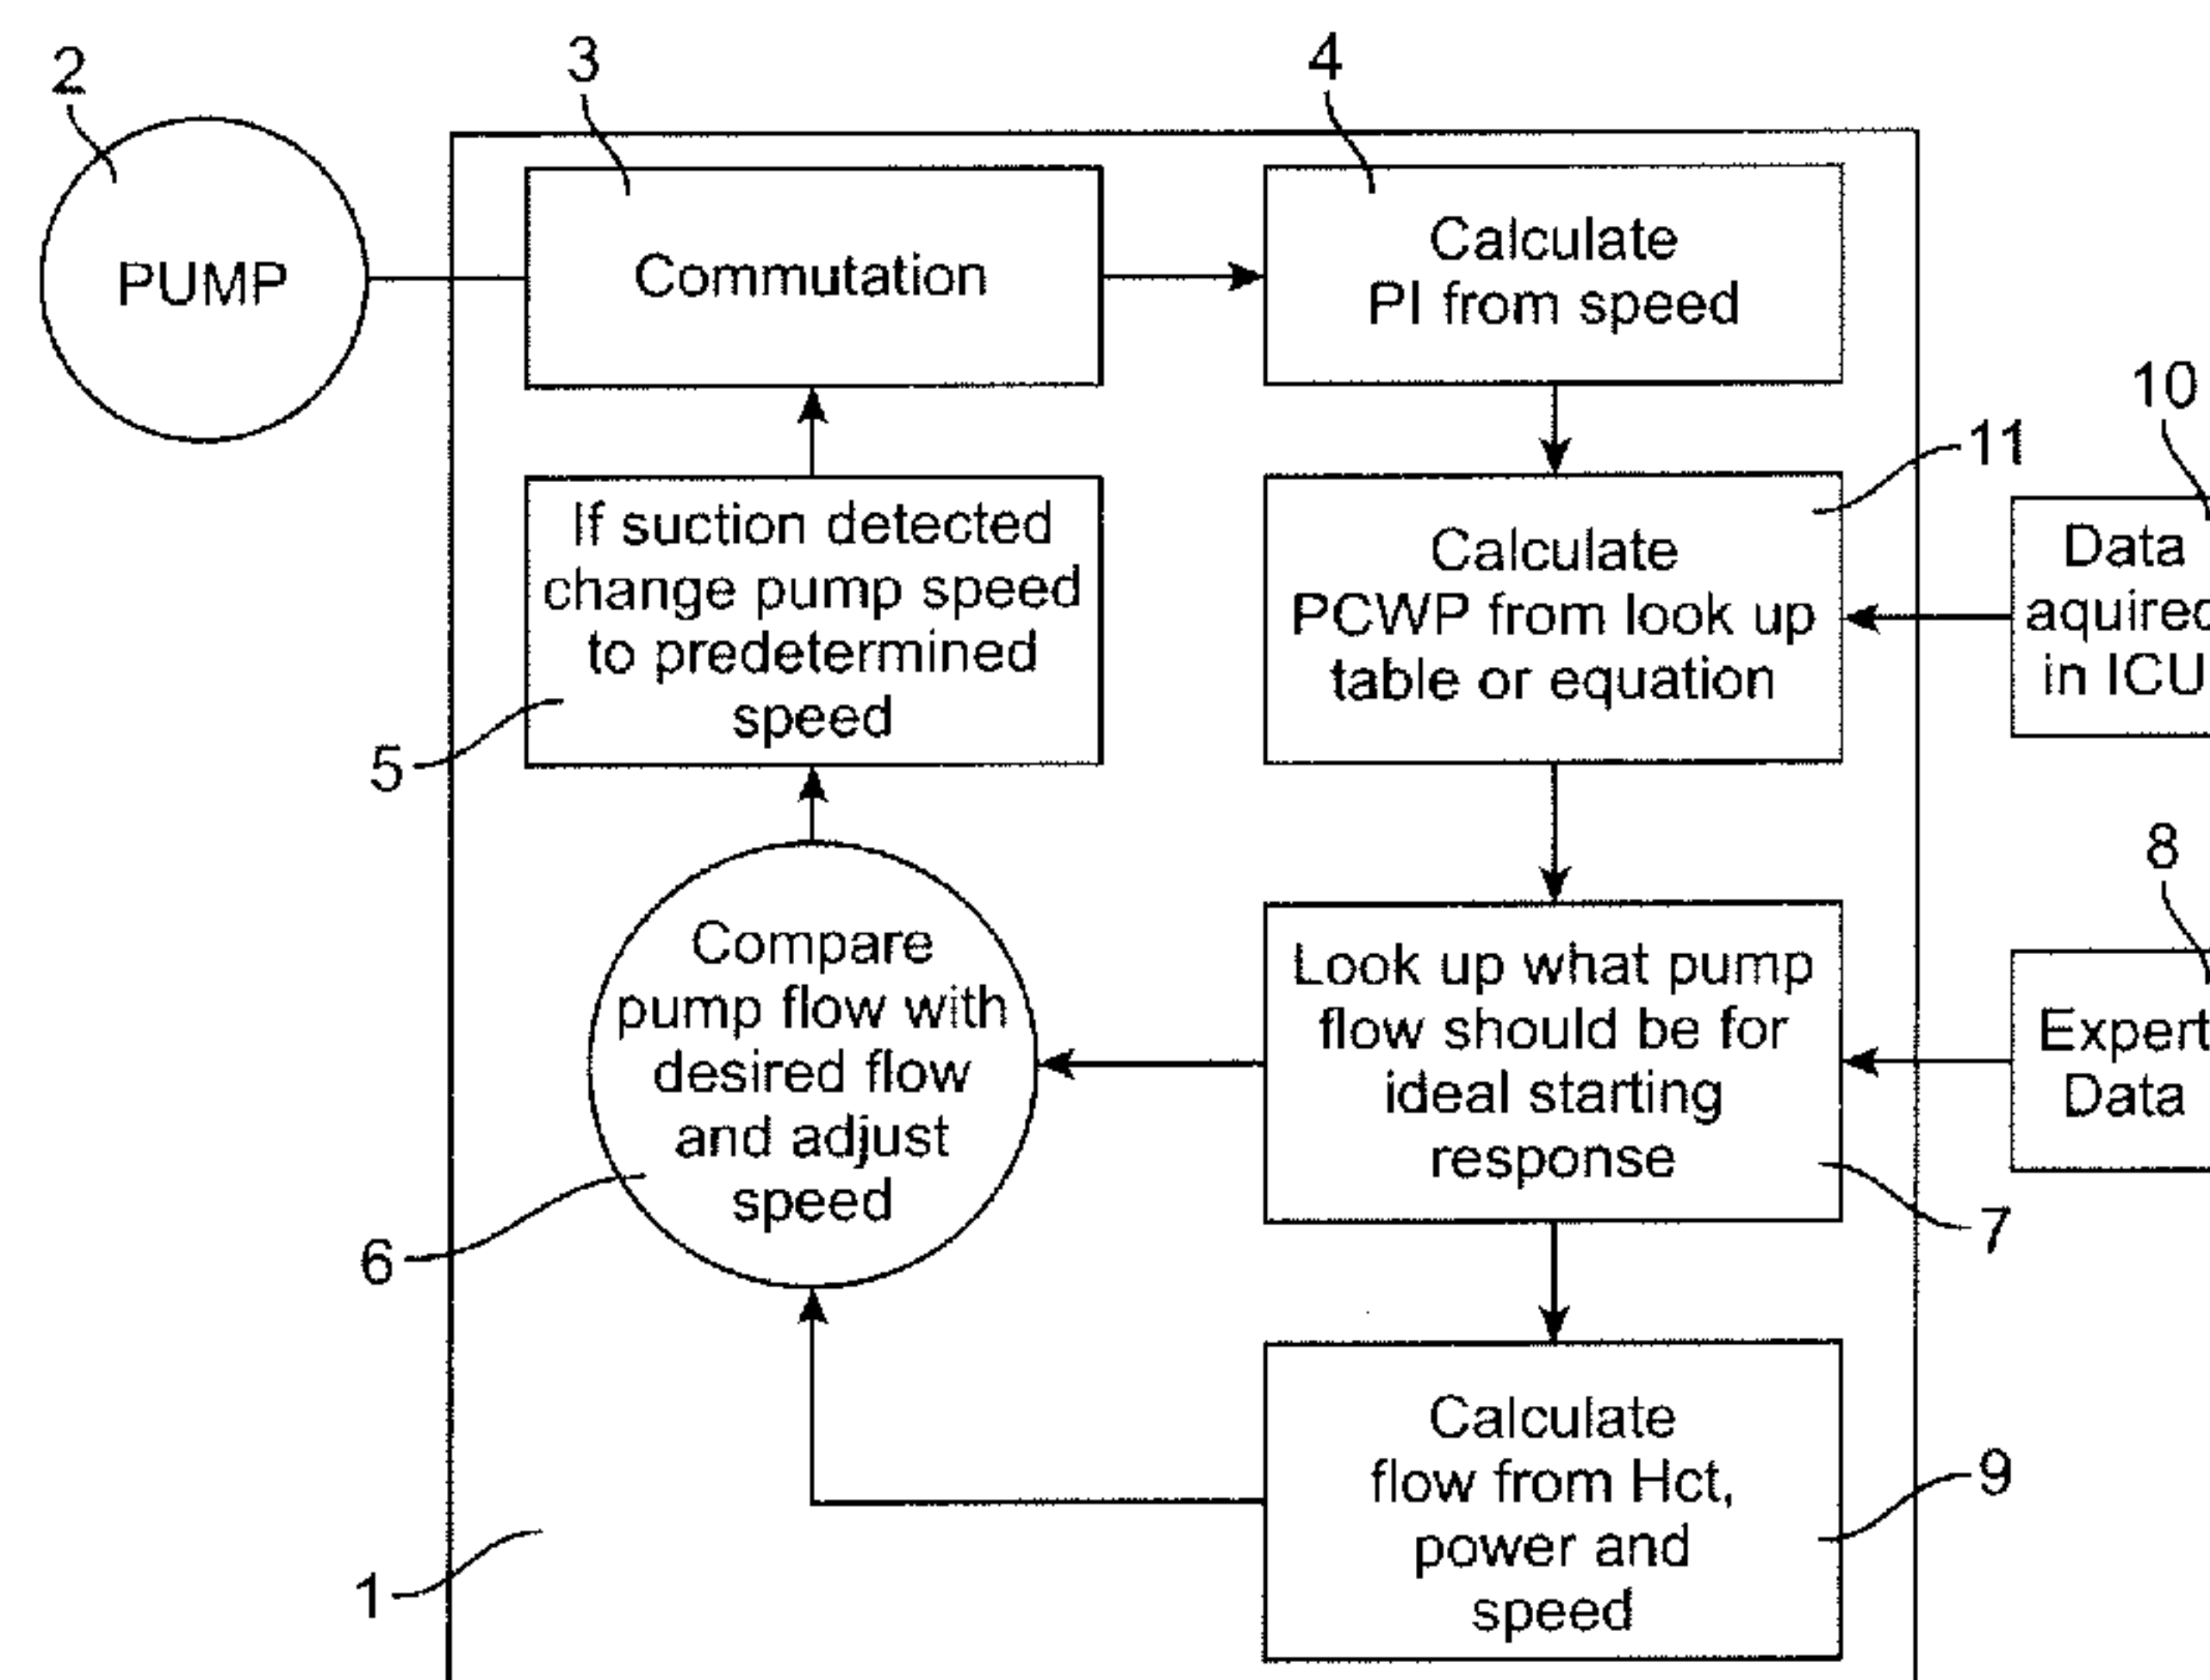 2
3
4
PUMP
Commutation
Calculate
PI from speed
10
11
If suction detected
change pump speed
to predetermined
speed
5
Calculate
PCWP from look up
table or equation
Data
aquired
in ICU
8
Compare
pump flow with
desired flow
and adjust
speed
6
Look up what pump
flow should be for
ideal starting
response
7
Expert
Data
Calculate
flow from Hct,
power and
speed
9
1